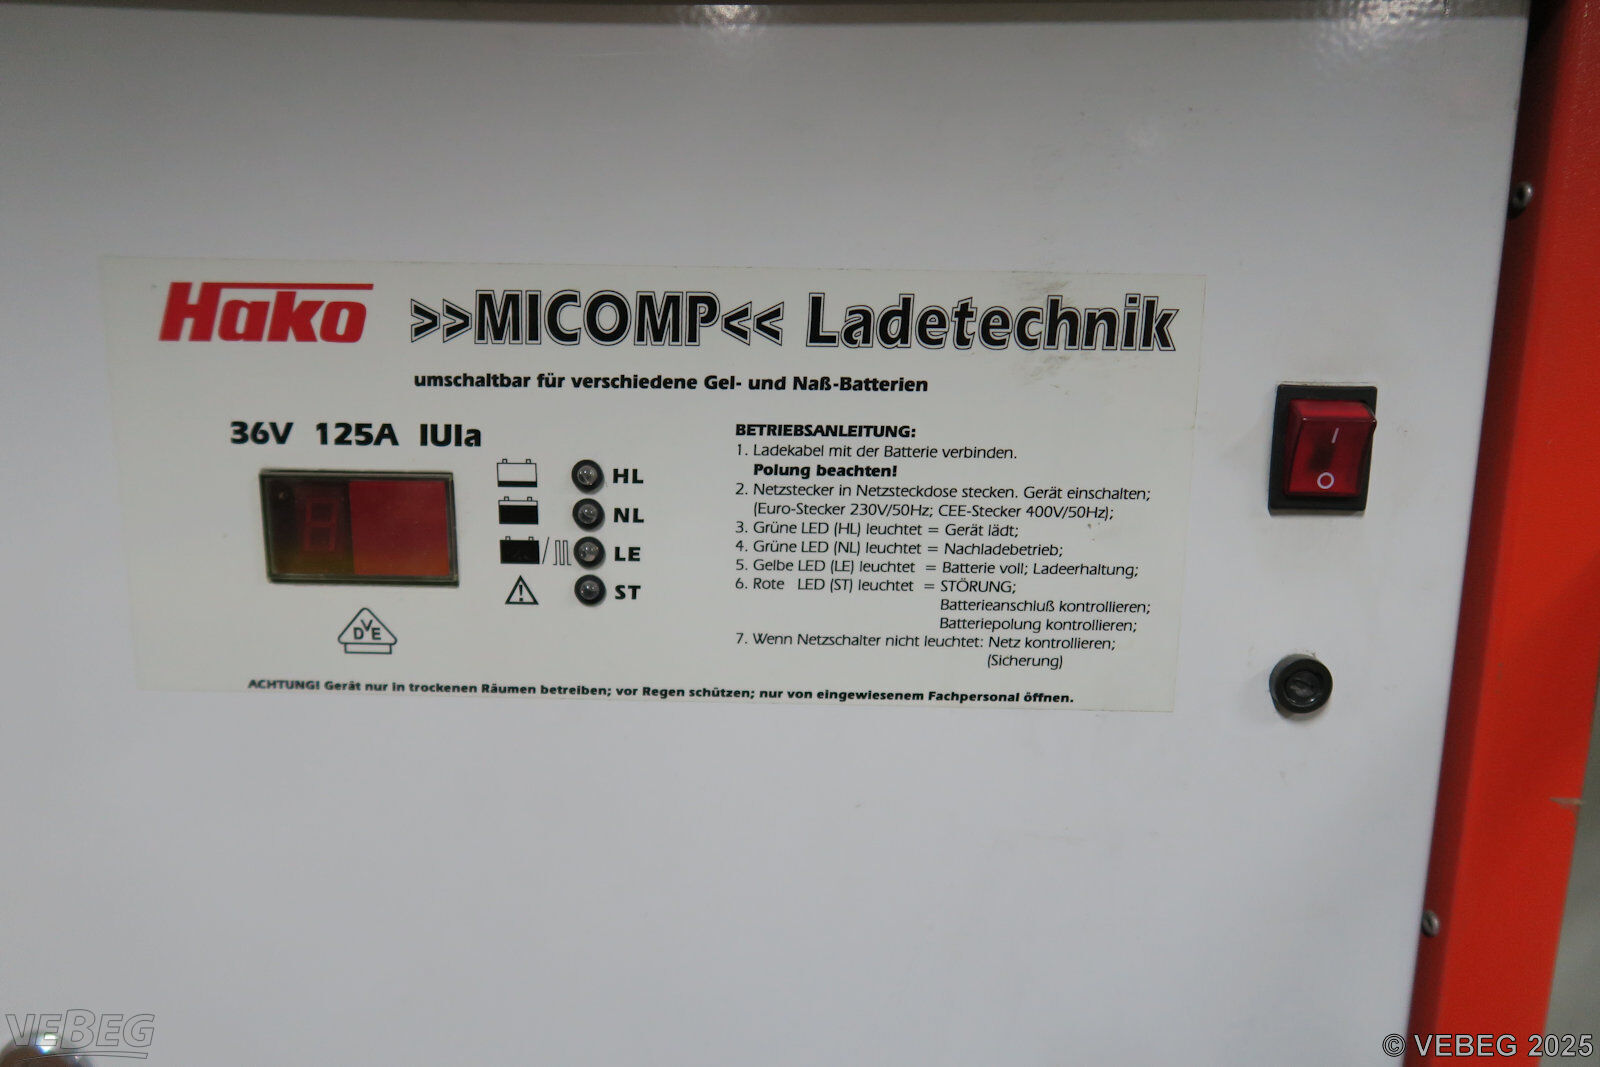 Hako
>>MICOMP<< Ladetechnik
umschaltbar für verschiedene Gel- und Naß-Batterien
36V 125A IUIa
HL
NL
LE
ST
DVE
BETRIEBSANLEITUNG:
1. Ladekabel mit der Batterie verbinden.
Polung beachten!
2. Netzstecker in Netzsteckdose stecken. Gerät einschalten;
(Euro-Stecker 230V/50Hz; CEE-Stecker 400V/50Hz);
3. Grüne LED (HL) leuchtet = Gerät lädt;
4. Grüne LED (NL) leuchtet = Nachladebetrieb;
5. Gelbe LED (LE) leuchtet = Batterie voll; Ladeerhaltung;
6. Rote LED (ST) leuchtet = STÖRUNG;
Batterieanschluß kontrollieren;
Batteriepolung kontrollieren;
7. Wenn Netzschalter nicht leuchtet: Netz kontrollieren;
(Sicherung)
ACHTUNG! Gerät nur in trockenen Räumen betreiben; vor Regen schützen; nur von eingewiesenem Fachpersonal öffnen.
I
O
VEBEG
© VEBEG 2025